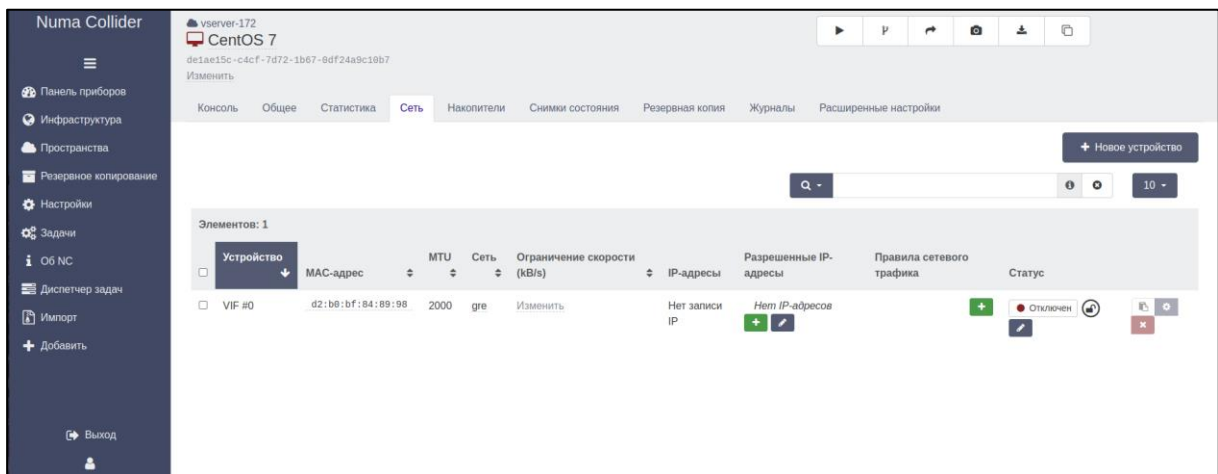 Numa Collider
vserver-172
CentOS 7
de1ae15c-c4cf-7d72-1b67-0df24a9c10b7
Изменить
Панель приборов
Инфраструктура
Пространства
Резервное копирование
Настройки
Задачи
Об NC
Диспетчер задач
Импорт
Добавить
Выход
Консоль Общее Статистика Сеть Накопители Снимки состояния Резервная копия Журналы Расширенные настройки
Новое устройство
10
Элементов: 1
Устройство MAC-адрес MTU Сеть Ограничение скорости (kB/s) IP-адресы Разрешенные IP-адресы Правила сетевого трафика Статус
VIF #0 d2:b0:bf:84:89:98 2000 gre Изменить Нет записи IP Нет IP-адресов Отключен